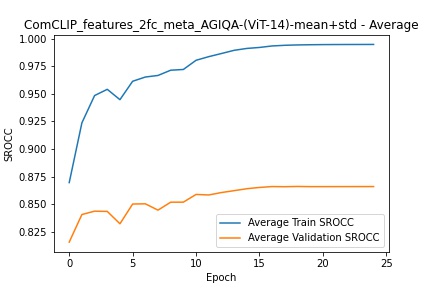 ComCLIP_features_2fc_meta_AGIQA-(ViT-14)-mean+std - Average
1.000
0.975
0.950
0.925
0.900
0.875
0.850
0.825
SROCC
Average Train SROCC
Average Validation SROCC
0 5 10 15 20 25
Epoch